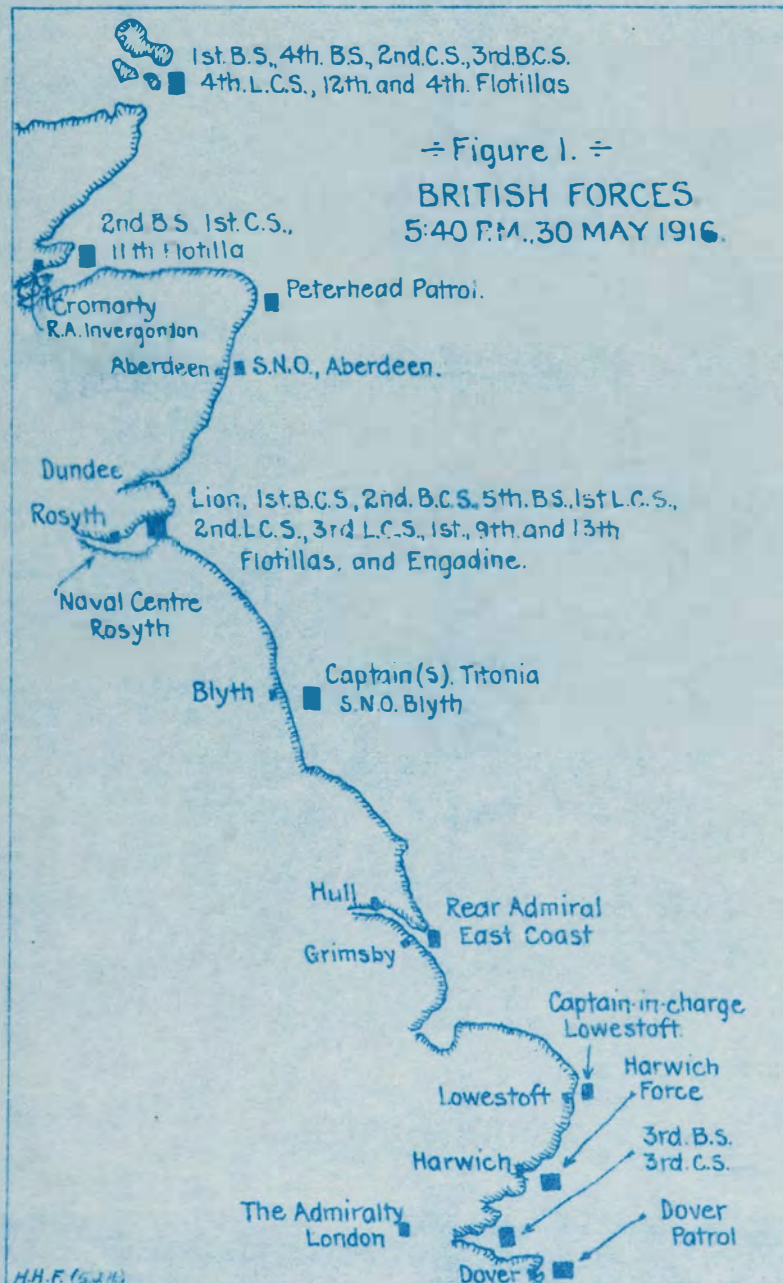 1st. B.S., 4th. B.S., 2nd. C.S., 3rd. B.C.S.
4th. L.C.S., 12th. and 4th. Flotillas
÷ Figure 1. ÷
BRITISH FORCES
5:40 P.M., 30 MAY 1916.
2nd B.S. 1st. C.S.,
11th Flotilla
Cromarty
R.A. Invergordon
Peterhead Patrol.
Aberdeen
S.N.O., Aberdeen.
Dundee
Rosyth
Lion, 1st. B.C.S., 2nd. B.C.S., 5th. B.S., 1st L.C.S.,
2nd. L.C.S., 3rd L.C.S., 1st., 9th. and 13th
Flotillas, and Engadine.
Naval Centre
Rosyth
Blyth
Captain (S). Titonia
S.N.O. Blyth
Hull
Grimsby
Rear Admiral
East Coast
Captain-in-charge
Lowestoft
Lowestoft
Harwich
Force
Harwich
3rd. B.S.
3rd. C.S.
The Admiralty
London
Dover
Patrol
Dover
H.H.F.